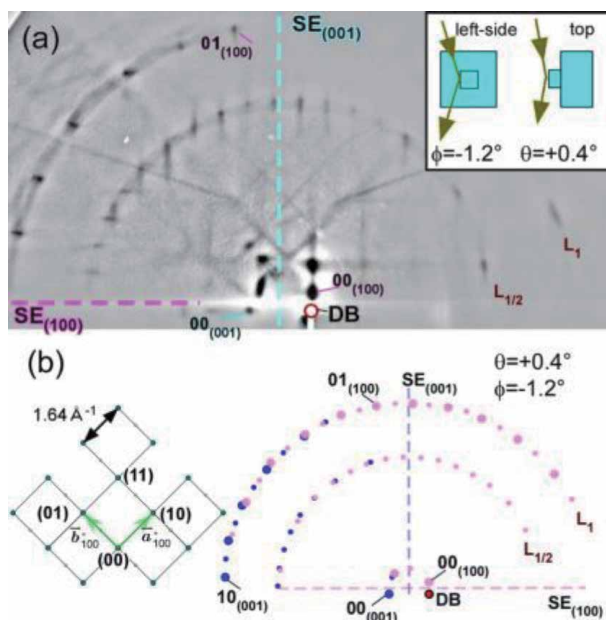 (a)
SE(001)
01(100)
left-side
top
ϕ=-1.2°
θ=+0.4°
L1
L1/2
00(100)
SE(100)
00(001)
DB
(b)
θ=+0.4°
ϕ=-1.2°
1.64 Å-1
01(100)
SE(001)
(11)
(01)
(10)
b*100
a*100
(00)
L1
L1/2
00(100)
10(001)
00(001)
DB
SE(100)